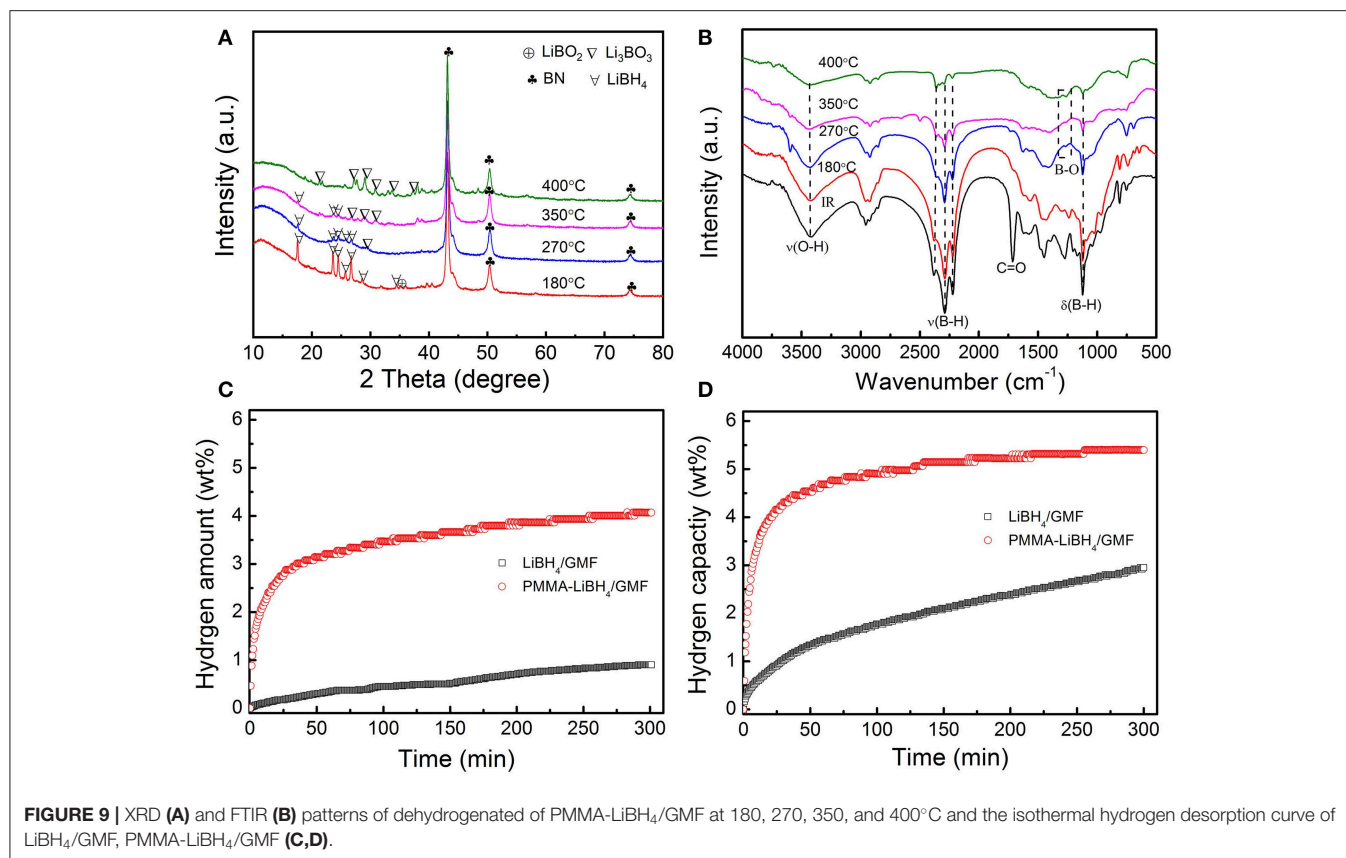 A
⊕ LiBO₂ ▽ Li₃BO₃
♣ BN ⩔ LiBH₄
400°C
350°C
270°C
180°C
Intensity (a.u.)
10 20 30 40 50 60 70 80
2 Theta (degree)
B
400°C
350°C
270°C
180°C
IR
ν(O-H)
ν(B-H)
C=O
B-O
δ(B-H)
Intensity (a.u.)
4000 3500 3000 2500 2000 1500 1000 500
Wavenumber (cm⁻¹)
C
6
5
4
3
2
1
0
Hydrgen amount (wt%)
LiBH₄/GMF
PMMA-LiBH₄/GMF
0 50 100 150 200 250 300
Time (min)
D
6
5
4
3
2
1
0
Hydrgen capactiy (wt%)
LiBH₄/GMF
PMMA-LiBH₄/GMF
0 50 100 150 200 250 300
Time (min)
FIGURE 9 | XRD (A) and FTIR (B) patterns of dehydrogenated of PMMA-LiBH₄/GMF at 180, 270, 350, and 400°C and the isothermal hydrogen desorption curve of
LiBH₄/GMF, PMMA-LiBH₄/GMF (C,D).